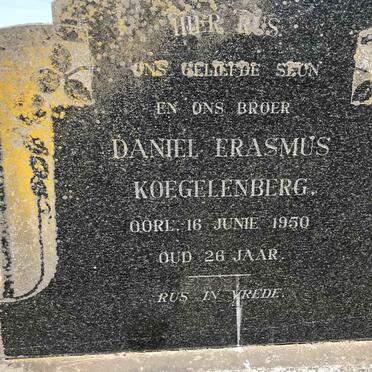 HIER RUS
ONS GELIEFDE SEUN
EN ONS BROER
DANIEL ERASMUS
KOEGELENBERG.
OORL. 16 JUNIE 1950
OUD 26 JAAR.
RUS IN VREDE.